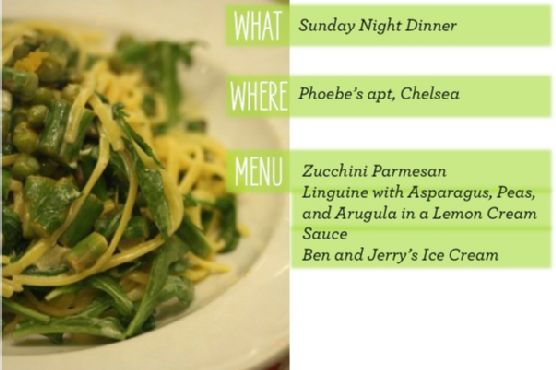 WHAT Sunday Night Dinner
WHERE Phoebe's apt, Chelsea
MENU Zucchini Parmesan
Linguine with Asparagus, Peas,
and Arugula in a Lemon Cream
Sauce
Ben and Jerry's Ice Cream